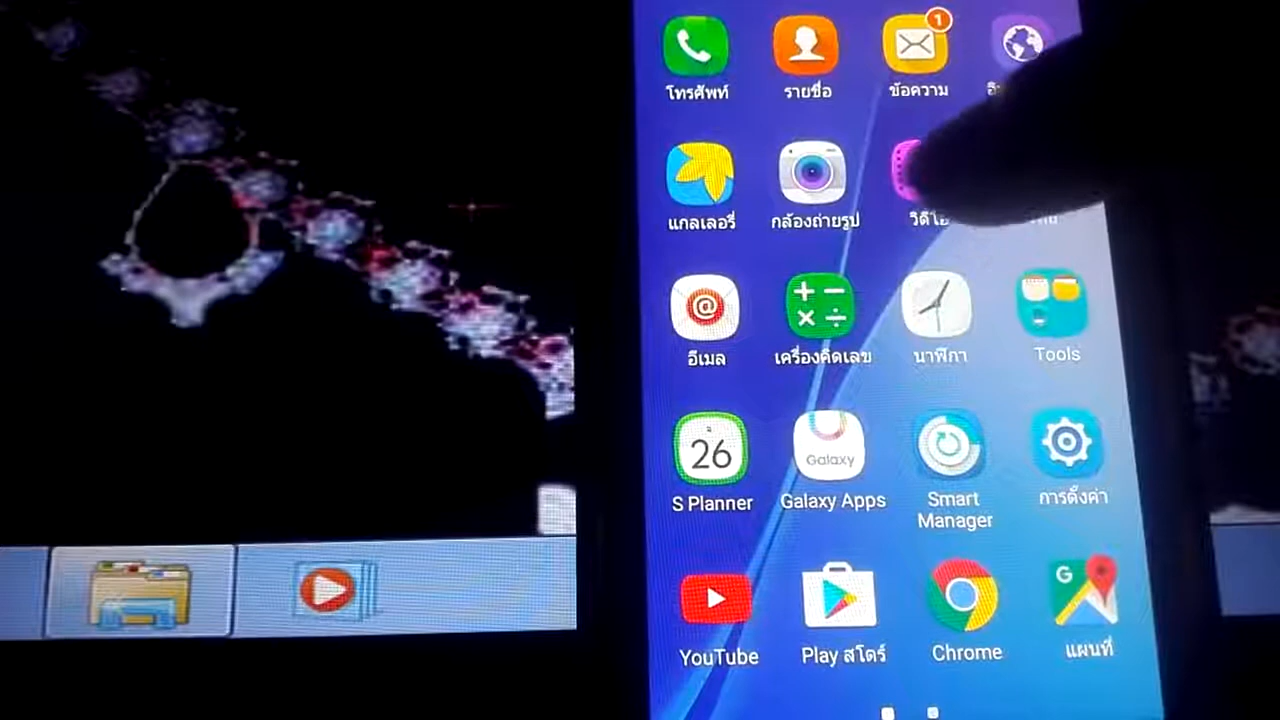 1
โทรศัพท์
รายชื่อ
ข้อความ
แกลเลอรี่
กล้องถ่ายรูป
@
อีเมล
เครื่องคิดเลข
นาฬิกา
Tools
26
S Planner
Galaxy
Galaxy Apps
Smart
Manager
การตั้งค่า
YouTube
Play สโตร์
Chrome
G
แผนที่